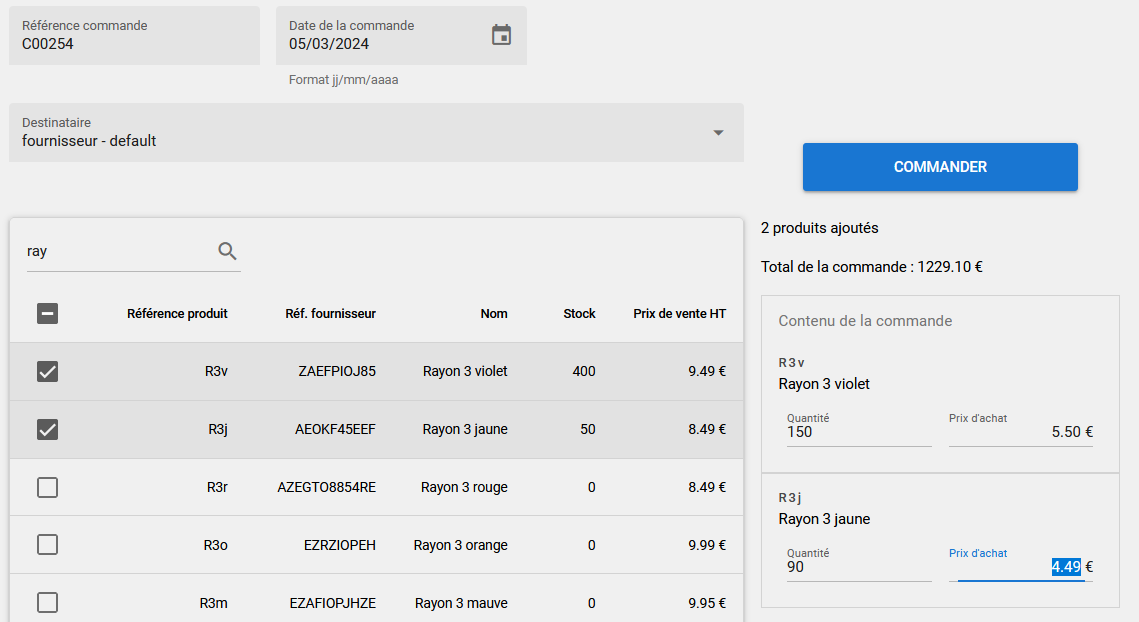 Référence commande
C00254
Date de la commande
05/03/2024
Format jj/mm/aaaa
Destinataire
fournisseur - default
COMMANDER
ray
Référence produit Réf. fournisseur Nom Stock Prix de vente HT
R3v ZAEFPIOJ85 Rayon 3 violet 400 9.49 €
R3j AEOKF45EEF Rayon 3 jaune 50 8.49 €
R3r AZEGTO8854RE Rayon 3 rouge 0 8.49 €
R3o EZRZIOPEH Rayon 3 orange 0 9.99 €
R3m EZAFIOPJHZE Rayon 3 mauve 0 9.95 €
2 produits ajoutés
Total de la commande : 1229.10 €
Contenu de la commande
R3v
Rayon 3 violet
Quantité Prix d'achat
150 5.50 €
R3j
Rayon 3 jaune
Quantité Prix d'achat
90 4.49 €